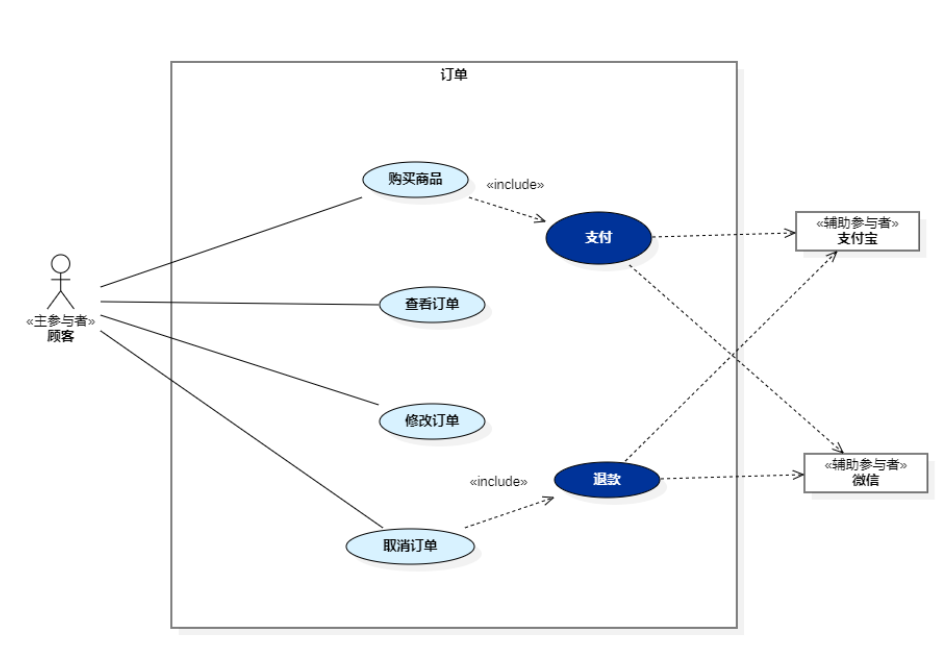 订单
购买商品
«include»
支付
«辅助参与者»
支付宝
«主参与者»
顾客
查看订单
修改订单
«include»
退款
«辅助参与者»
微信
取消订单